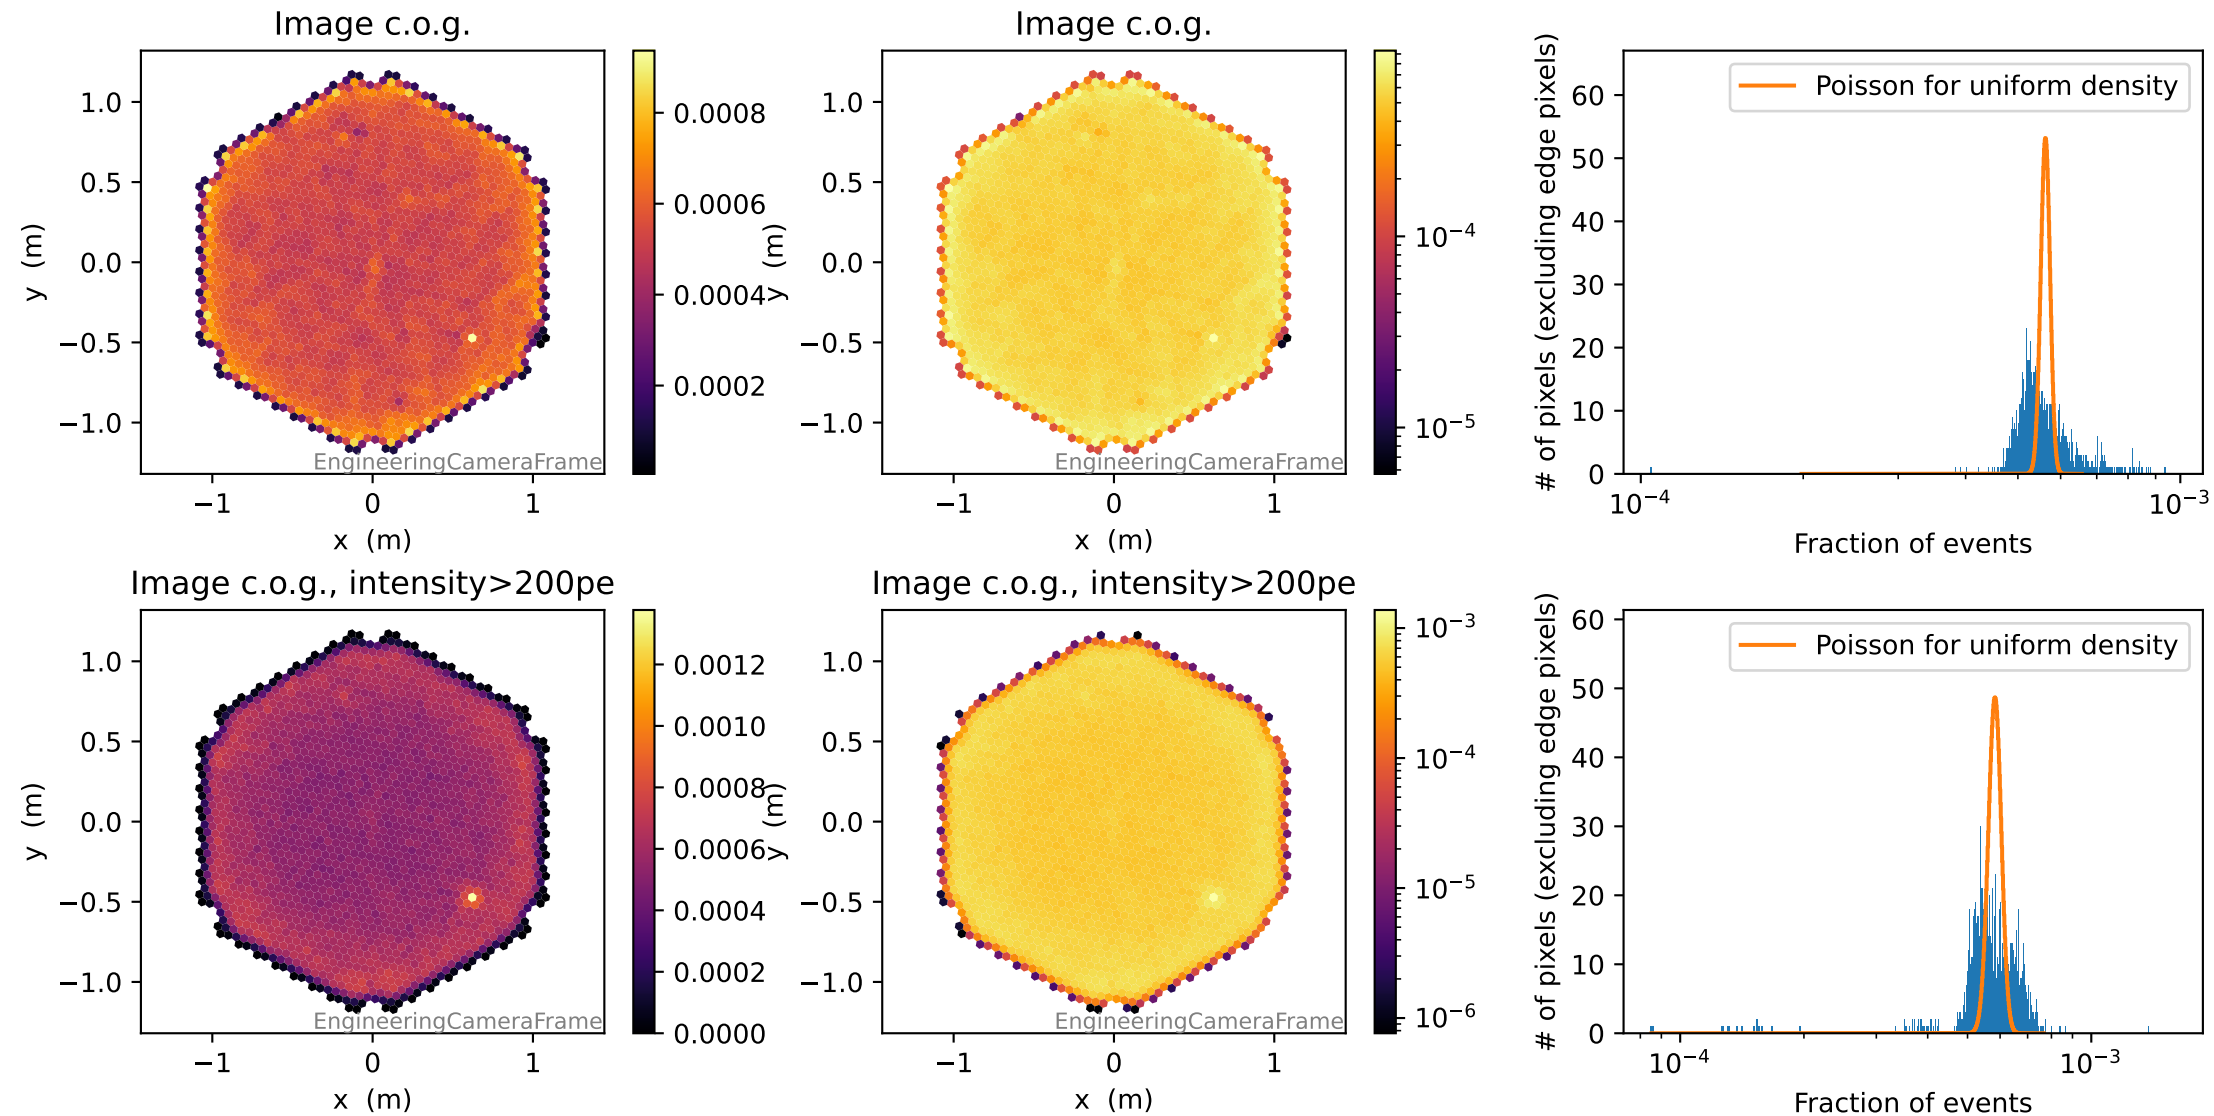 Image c.o.g.
1.0
0.5
0.0
−0.5
−1.0
y (m)
−1 0 1
x (m)
EngineeringCameraFrame
0.0008
0.0006
0.0004
0.0002
Image c.o.g.
1.0
0.5
0.0
−0.5
−1.0
y (m)
−1 0 1
x (m)
EngineeringCameraFrame
10⁻⁴
10⁻⁵
# of pixels (excluding edge pixels)
60
50
40
30
20
10
0
Poisson for uniform density
10⁻⁴ 10⁻³
Fraction of events
Image c.o.g., intensity>200pe
1.0
0.5
0.0
−0.5
−1.0
y (m)
−1 0 1
x (m)
EngineeringCameraFrame
0.0012
0.0010
0.0008
0.0006
0.0004
0.0002
0.0000
Image c.o.g., intensity>200pe
1.0
0.5
0.0
−0.5
−1.0
y (m)
−1 0 1
x (m)
EngineeringCameraFrame
10⁻³
10⁻⁴
10⁻⁵
10⁻⁶
# of pixels (excluding edge pixels)
60
50
40
30
20
10
0
Poisson for uniform density
10⁻⁴ 10⁻³
Fraction of events